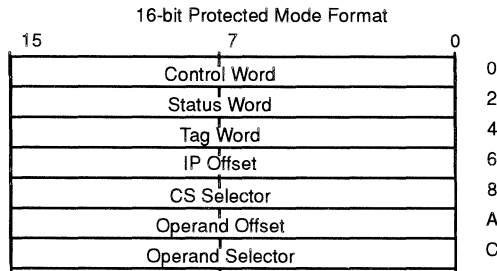 16-bit Protected Mode Format
15 7 0
Control Word 0
Status Word 2
Tag Word 4
IP Offset 6
CS Selector 8
Operand Offset A
Operand Selector C